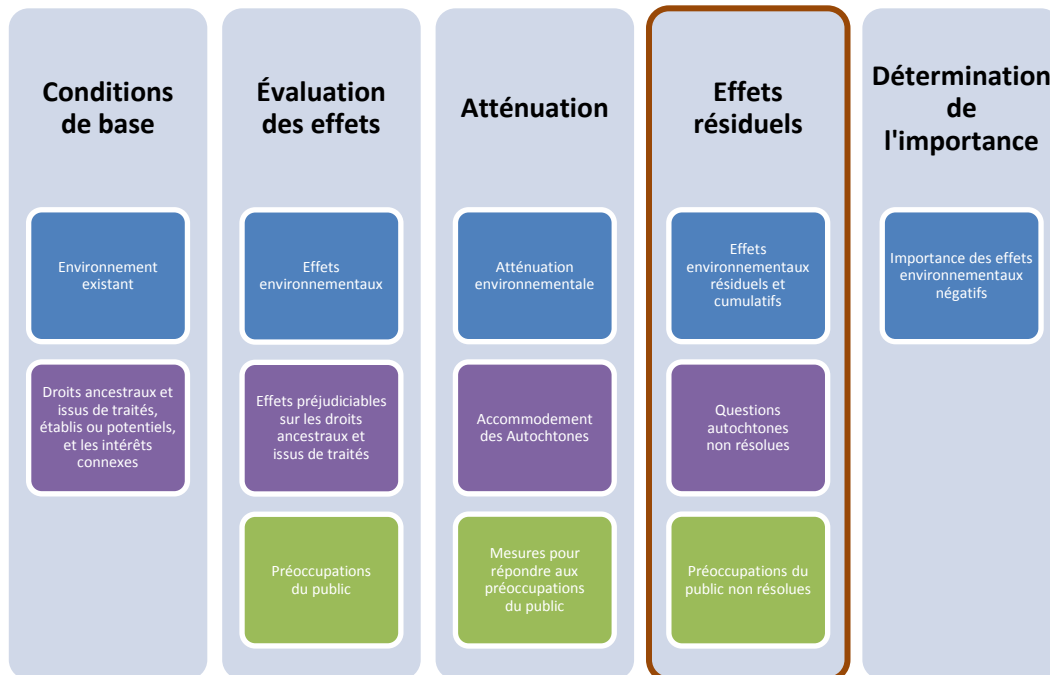 Conditions
de base
Environnement
existant
Droits ancestraux et
issus de traités,
établis ou potentiels,
et les intérêts
connexes
Évaluation
des effets
Effets
environnementaux
Effets préjudiciables
sur les droits
ancestraux et
issus de traités
Préoccupations
du public
Atténuation
Atténuation
environnementale
Accommodement
des Autochtones
Mesures pour
répondre aux
préoccupations
du public
Effets
résiduels
Effets
environnementaux
résiduels et
cumulatifs
Questions
autochtones
non résolues
Préoccupations du
public non résolues
Détermination
de
l'importance
Importance des effets
environnementaux
négatifs